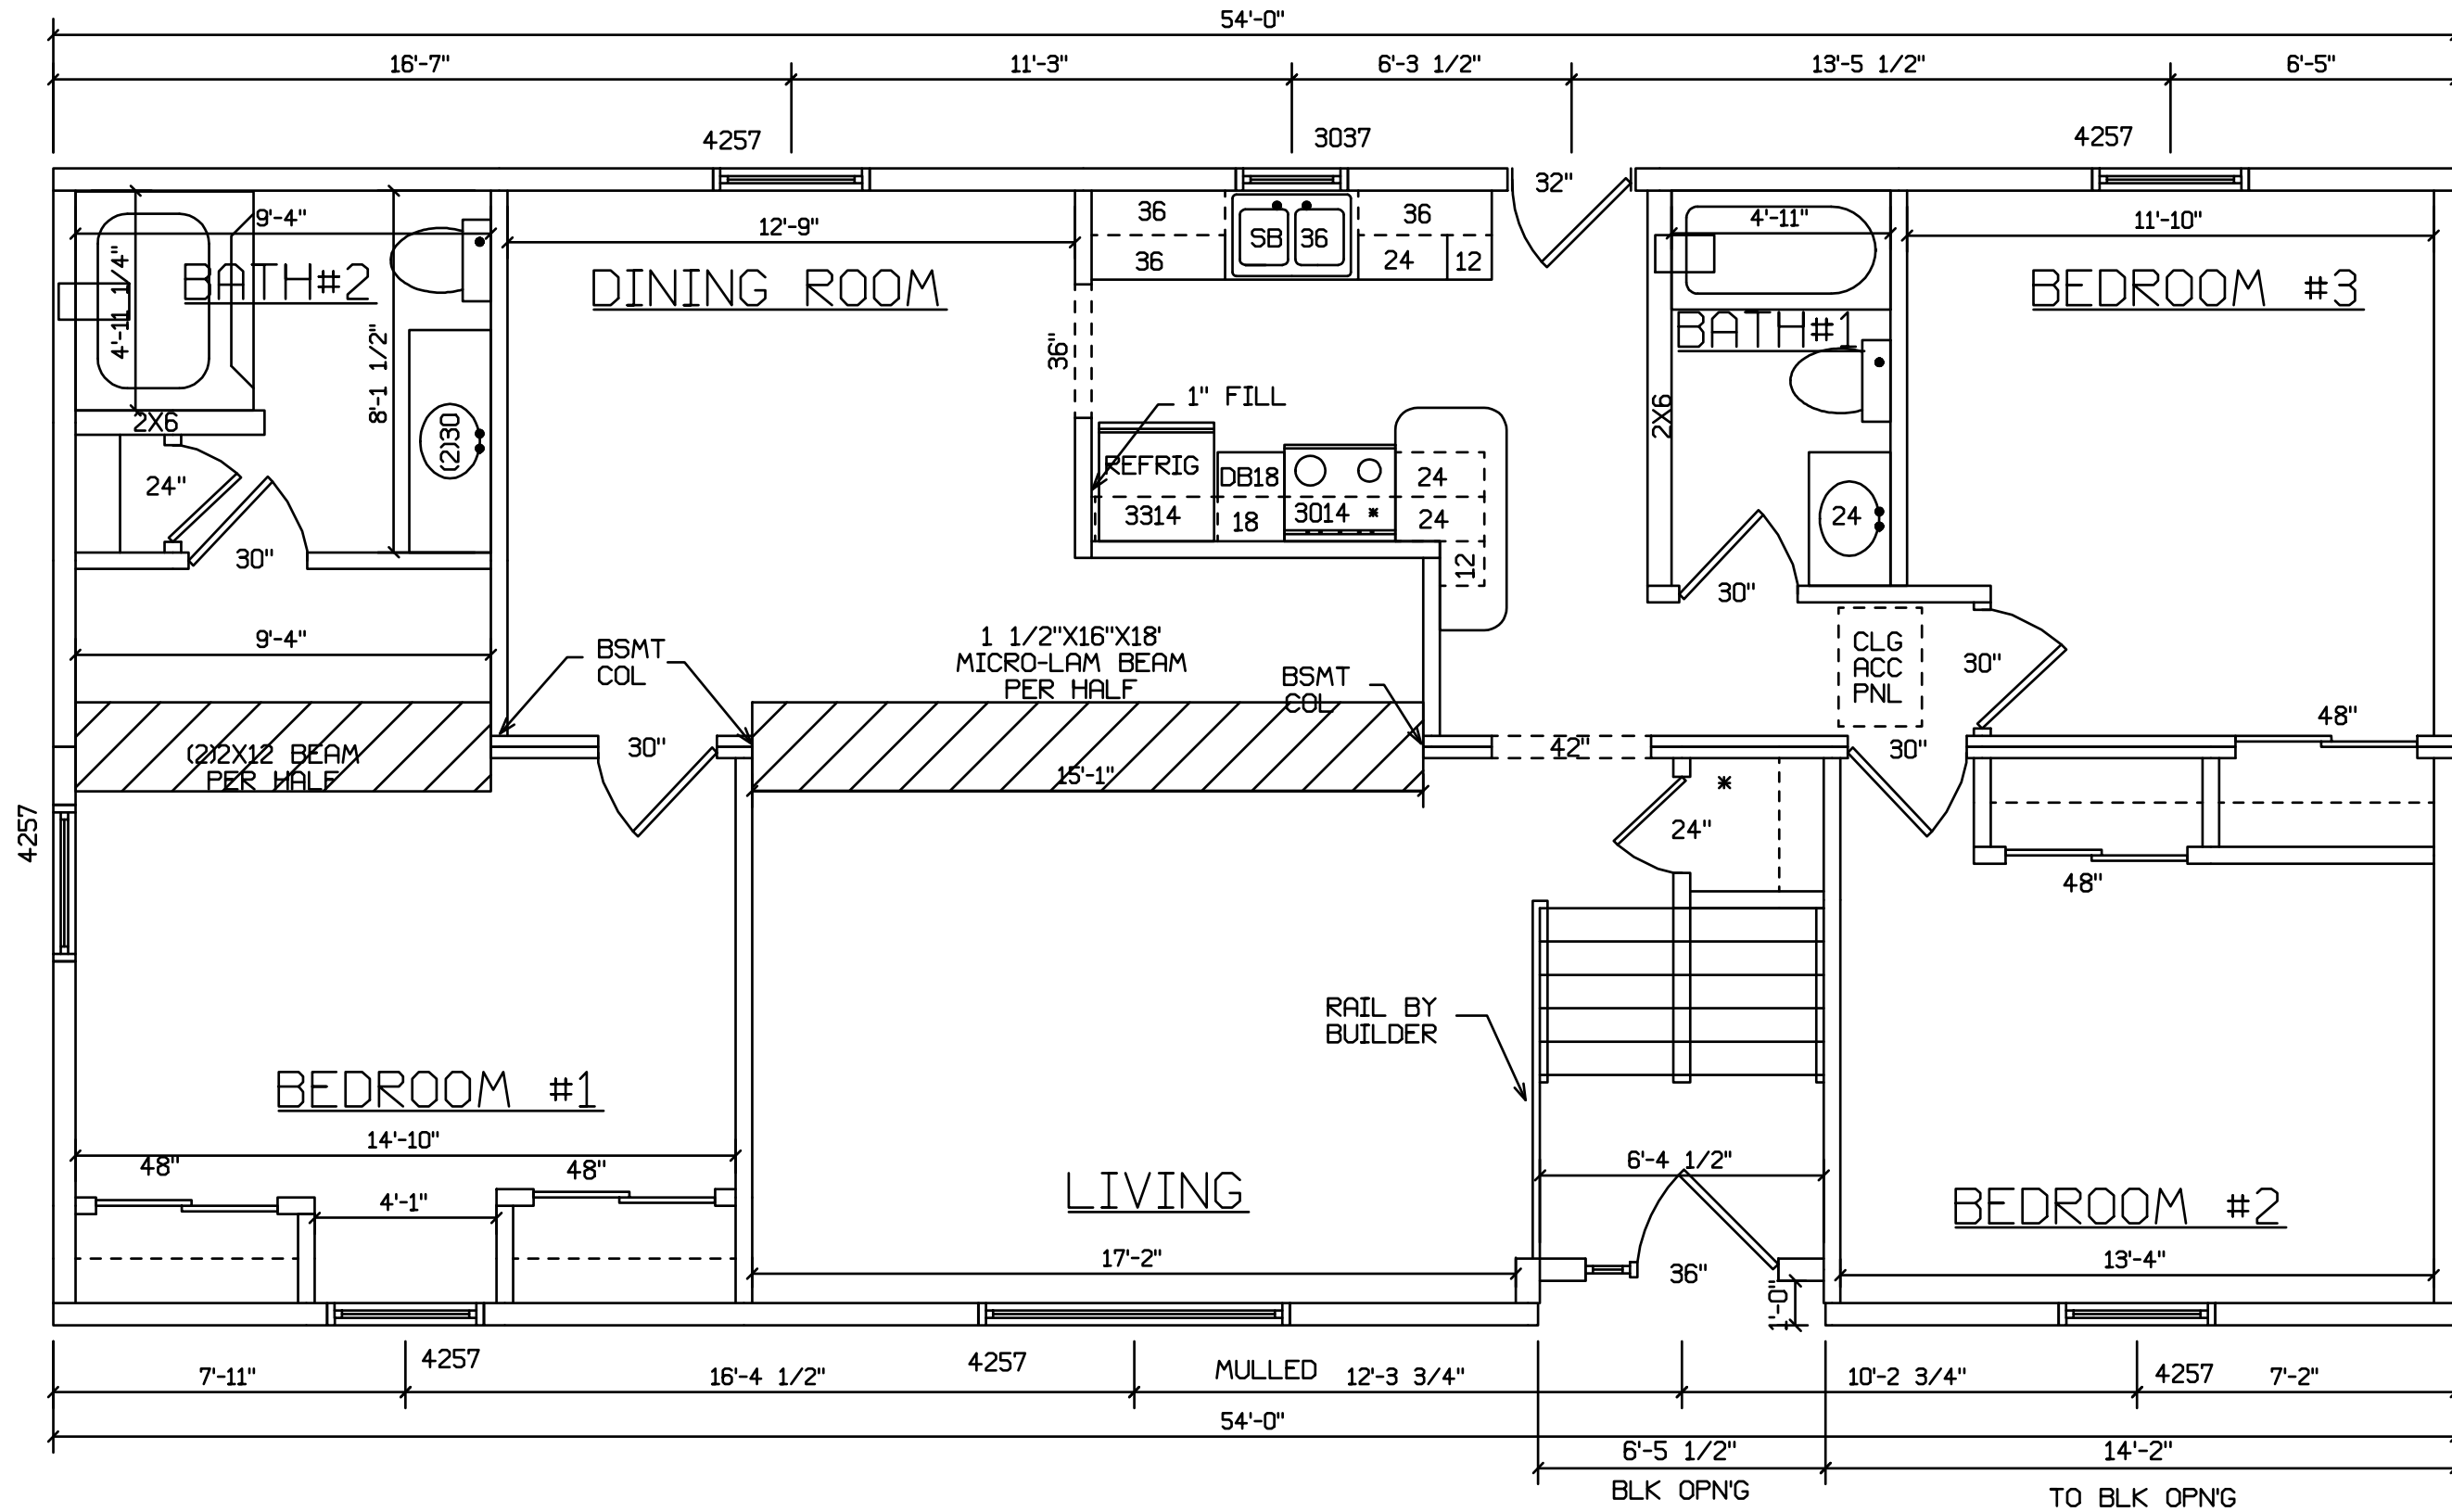 54'-0"
16'-7" 11'-3" 6'-3 1/2" 13'-5 1/2" 6'-5"
4257 3037 4257
32"
9'-4" 12'-9" 36 36 4'-11" 11'-10"
SB 36
36 24 12
BATH#2 DINING ROOM BEDROOM #3
4'-11 1/4"
BATH#1
8'-1 1/2"
36"
1" FILL
2X6
2X6
(2)30
REFRIG DB18 24
24"
3314 18 3014 * 24
24
30"
12
30"
9'-4"
BSMT
COL
1 1/2"X16"X18'
MICRO-LAM BEAM
PER HALF
BSMT
COL
CLG
ACC
PNL
30"
48"
(2)2X12 BEAM
PER HALF
30"
42"
30"
15'-1"
*
24"
4257
48"
RAIL BY
BUILDER
BEDROOM #1
14'-10"
48" 48"
4'-1"
6'-4 1/2"
LIVING
BEDROOM #2
17'-2"
36"
13'-4"
1'-0"
7'-11" 4257 16'-4 1/2" 4257 MULLED 12'-3 3/4" 10'-2 3/4" 4257 7'-2"
54'-0"
6'-5 1/2" 14'-2"
BLK OPN'G TO BLK OPN'G